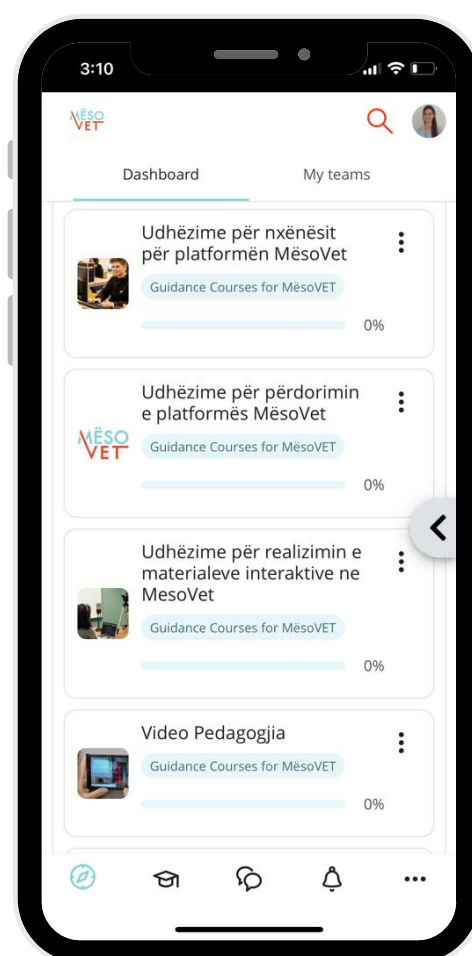 3:10
MËSO
VET
Dashboard
My teams
Udhëzime për nxënësit
për platformën MësoVet
Guidance Courses for MësoVET
0%
Udhëzime për përdorimin
e platformës MësoVet
MËSO
VET
Guidance Courses for MësoVET
0%
Udhëzime për realizimin e
materialeve interaktive ne
MesoVet
Guidance Courses for MësoVET
0%
Video Pedagogjia
Guidance Courses for MësoVET
0%